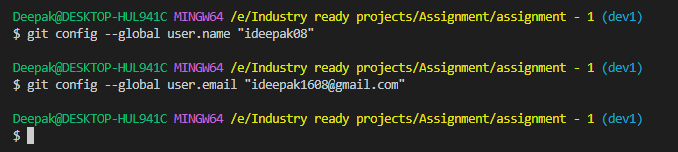 Deepak@DESKTOP-HUL941C MINGW64 /e/Industry ready projects/Assignment/assignment - 1 (dev1)
$ git config --global user.name "ideepak08"
Deepak@DESKTOP-HUL941C MINGW64 /e/Industry ready projects/Assignment/assignment - 1 (dev1)
$ git config --global user.email "ideepak1608@gmail.com"
Deepak@DESKTOP-HUL941C MINGW64 /e/Industry ready projects/Assignment/assignment - 1 (dev1)
$